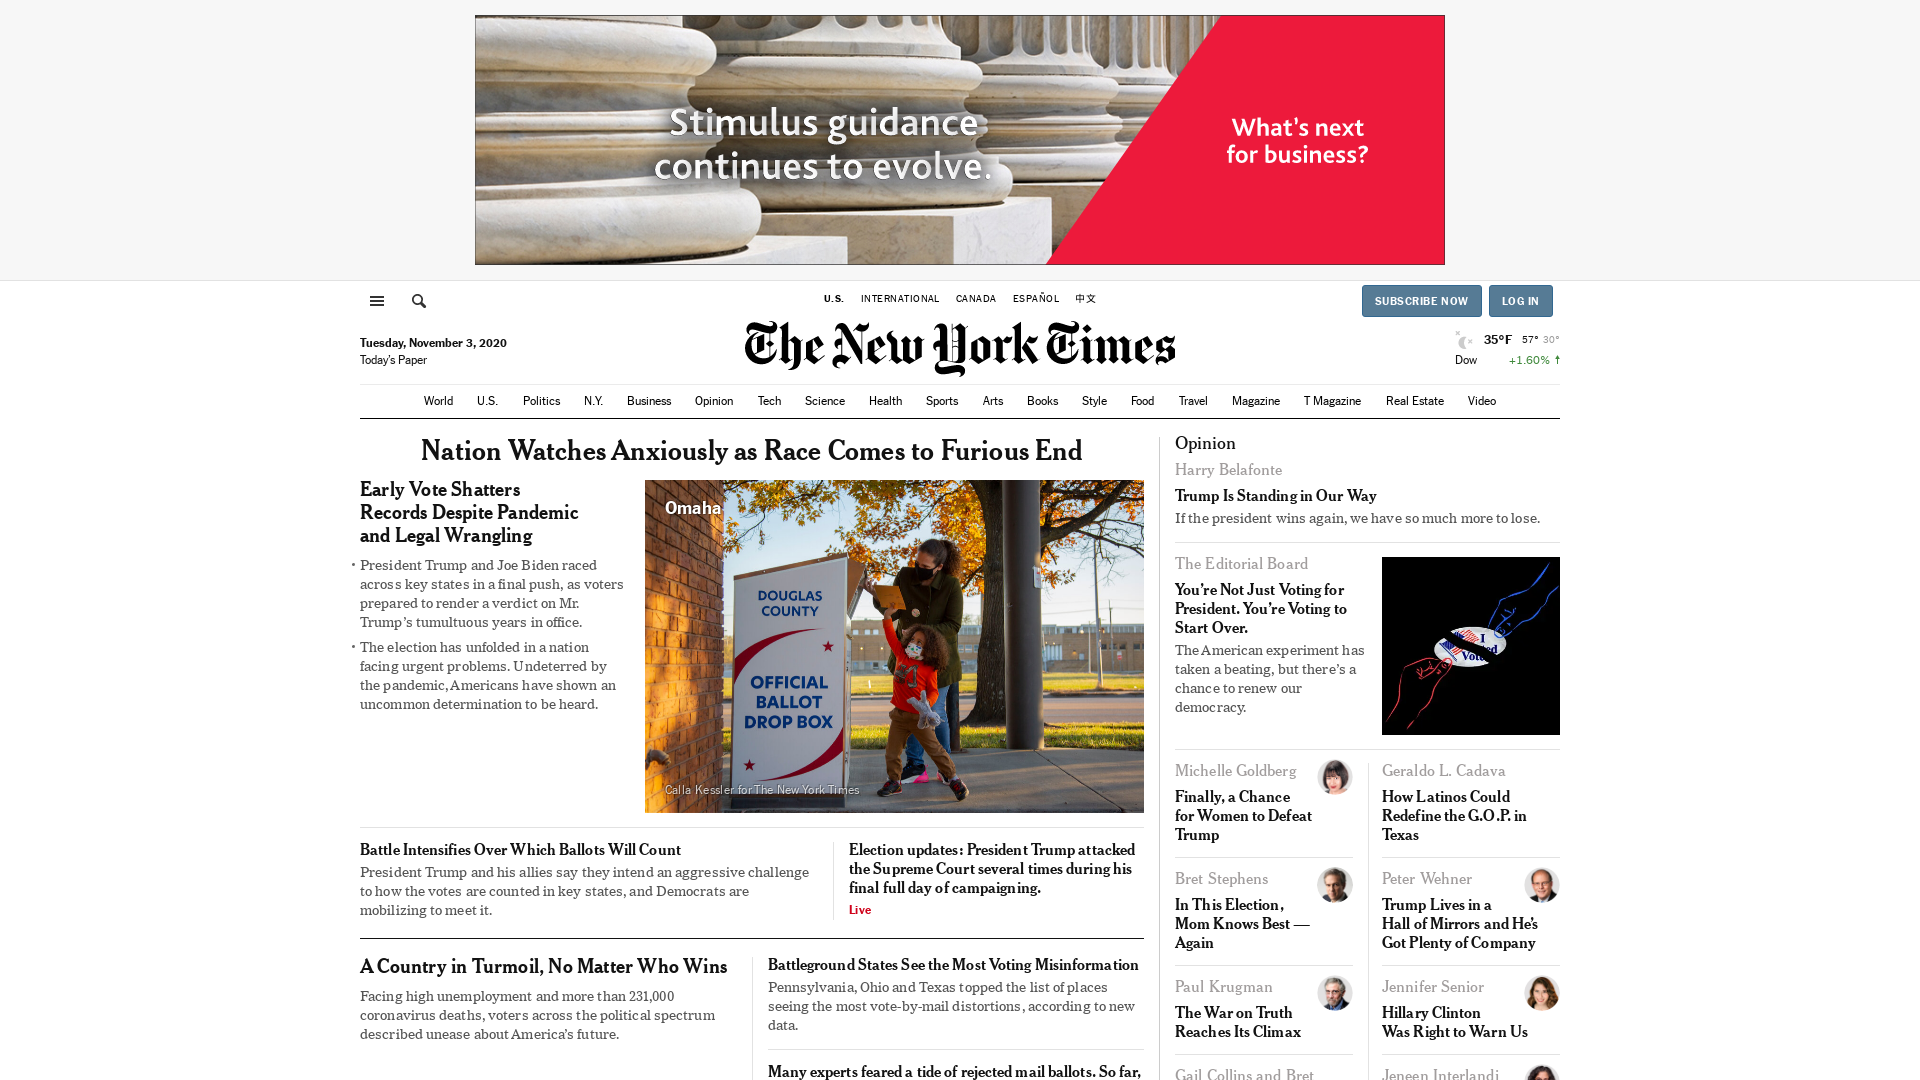 Stimulus guidance
continues to evolve.
What's next
for business?
U.S. INTERNATIONAL CANADA ESPAÑOL 中文
SUBSCRIBE NOW LOG IN
Tuesday, November 3, 2020
Today's Paper
The New York Times
35°F 57° 30°
Dow +1.60% ↑
World U.S. Politics N.Y. Business Opinion Tech Science Health Sports Arts Books Style Food Travel Magazine T Magazine Real Estate Video
Nation Watches Anxiously as Race Comes to Furious End
Early Vote Shatters
Records Despite Pandemic
and Legal Wrangling
• President Trump and Joe Biden raced
across key states in a final push, as voters
prepared to render a verdict on Mr.
Trump's tumultuous years in office.
• The election has unfolded in a nation
facing urgent problems. Undeterred by
the pandemic, Americans have shown an
uncommon determination to be heard.
Omaha
DOUGLAS
COUNTY
OFFICIAL
BALLOT
DROP BOX
Calla Kessler for The New York Times
Battle Intensifies Over Which Ballots Will Count
President Trump and his allies say they intend an aggressive challenge
to how the votes are counted in key states, and Democrats are
mobilizing to meet it.
Election updates: President Trump attacked
the Supreme Court several times during his
final full day of campaigning.
Live
A Country in Turmoil, No Matter Who Wins
Facing high unemployment and more than 231,000
coronavirus deaths, voters across the political spectrum
described unease about America's future.
Battleground States See the Most Voting Misinformation
Pennsylvania, Ohio and Texas topped the list of places
seeing the most vote-by-mail distortions, according to new
data.
Many experts feared a tide of rejected mail ballots. So far,
Opinion
Harry Belafonte
Trump Is Standing in Our Way
If the president wins again, we have so much more to lose.
The Editorial Board
You're Not Just Voting for
President. You're Voting to
Start Over.
The American experiment has
taken a beating, but there's a
chance to renew our
democracy.
I
Voted
Michelle Goldberg
Finally, a Chance
for Women to Defeat
Trump
Geraldo L. Cadava
How Latinos Could
Redefine the G.O.P. in
Texas
Bret Stephens
In This Election,
Mom Knows Best —
Again
Peter Wehner
Trump Lives in a
Hall of Mirrors and He's
Got Plenty of Company
Paul Krugman
The War on Truth
Reaches Its Climax
Jennifer Senior
Hillary Clinton
Was Right to Warn Us
Gail Collins and Bret
Jeneen Interlandi